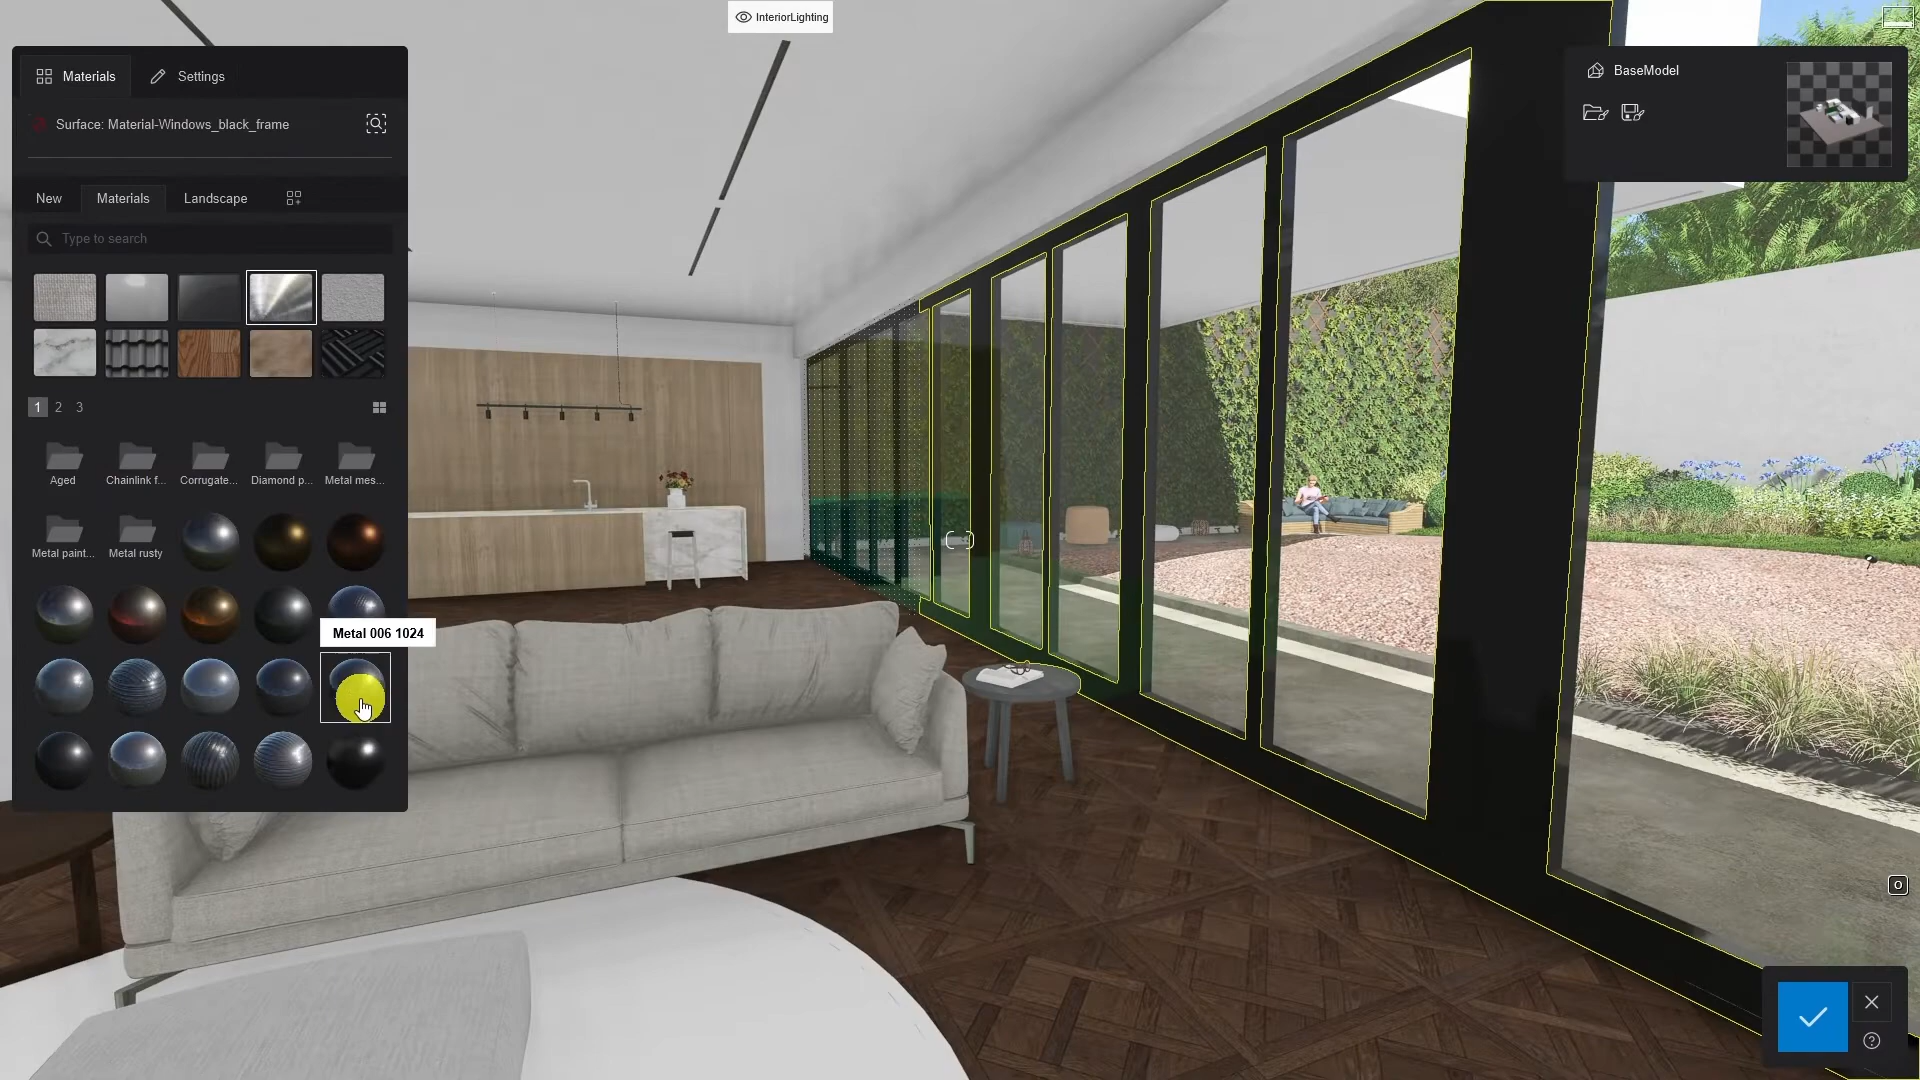 InteriorLighting
Materials
Settings
BaseModel
Surface: Material-Windows_black_frame
New
Materials
Landscape
Type to search
1 2 3
Aged
Chainlink f...
Corrugate...
Diamond p...
Metal mes...
Metal paint...
Metal rusty
Metal 006 1024
O
?